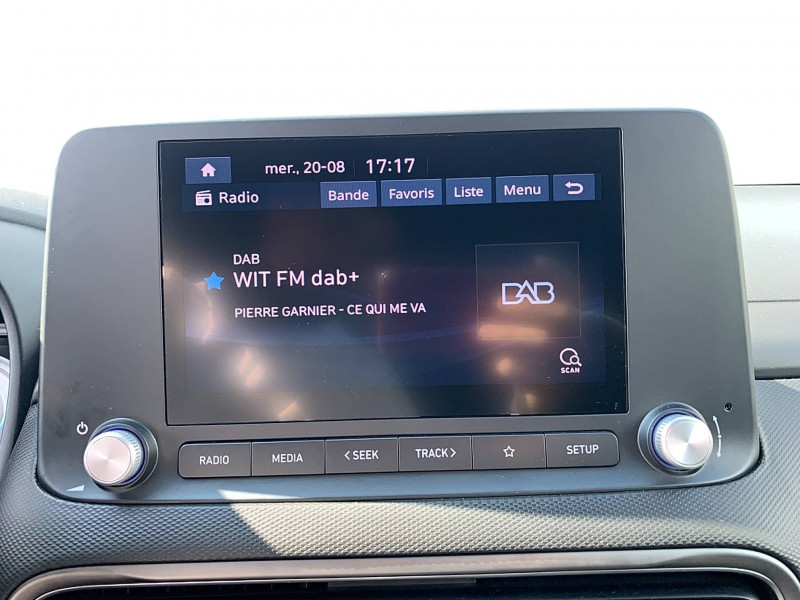 mer., 20-08 17:17
Radio Bande Favoris Liste Menu
DAB
WIT FM dab+
PIERRE GARNIER - CE QUI ME VA
DAB
SCAN
RADIO MEDIA <SEEK TRACK> SETUP